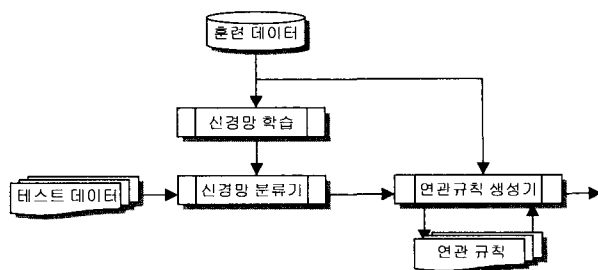 훈련 데이터
신경망 학습
테스트 데이터
신경망 분류기
연관규칙 생성기
연관 규칙